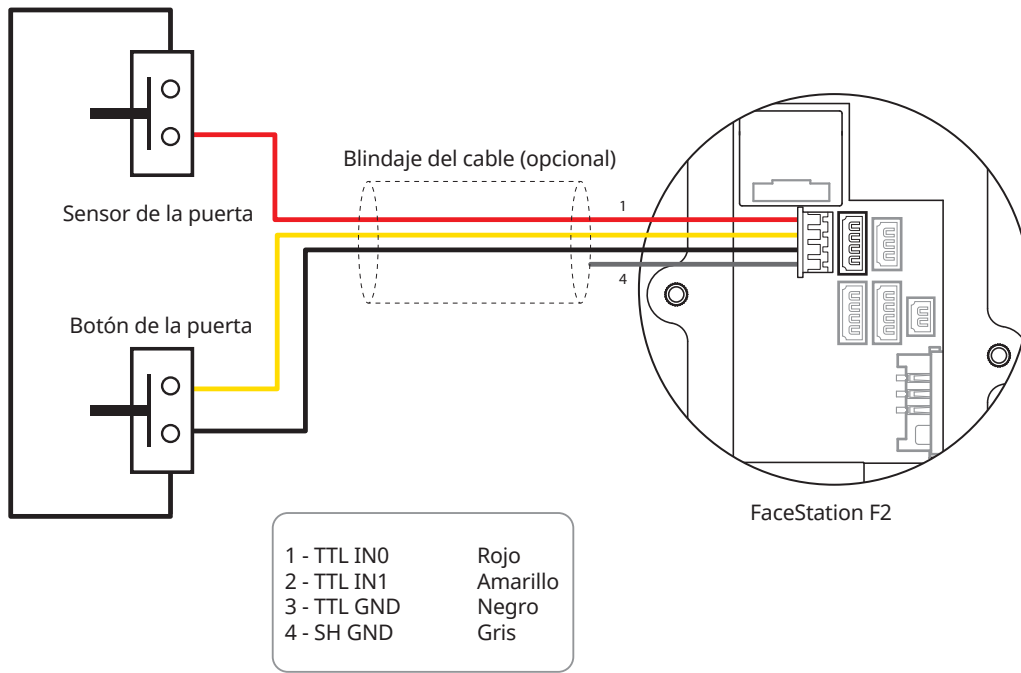 Blindaje del cable (opcional)
1
Sensor de la puerta
4
Botón de la puerta
FaceStation F2
1 - TTL IN0 Rojo
2 - TTL IN1 Amarillo
3 - TTL GND Negro
4 - SH GND Gris